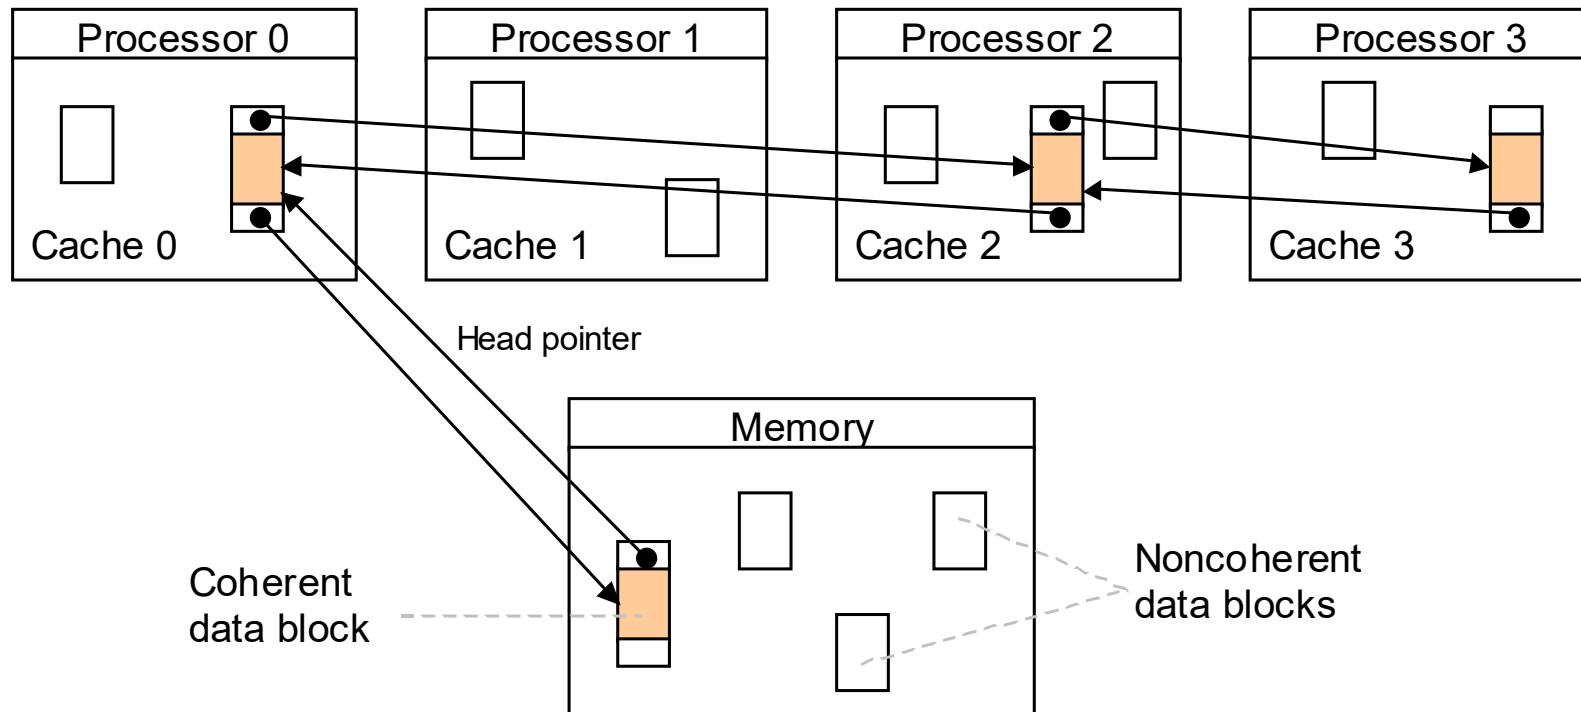 Processor 0
Processor 1
Processor 2
Processor 3
Cache 0
Cache 1
Cache 2
Cache 3
Head pointer
Memory
Coherent
data block
Noncoherent
data blocks